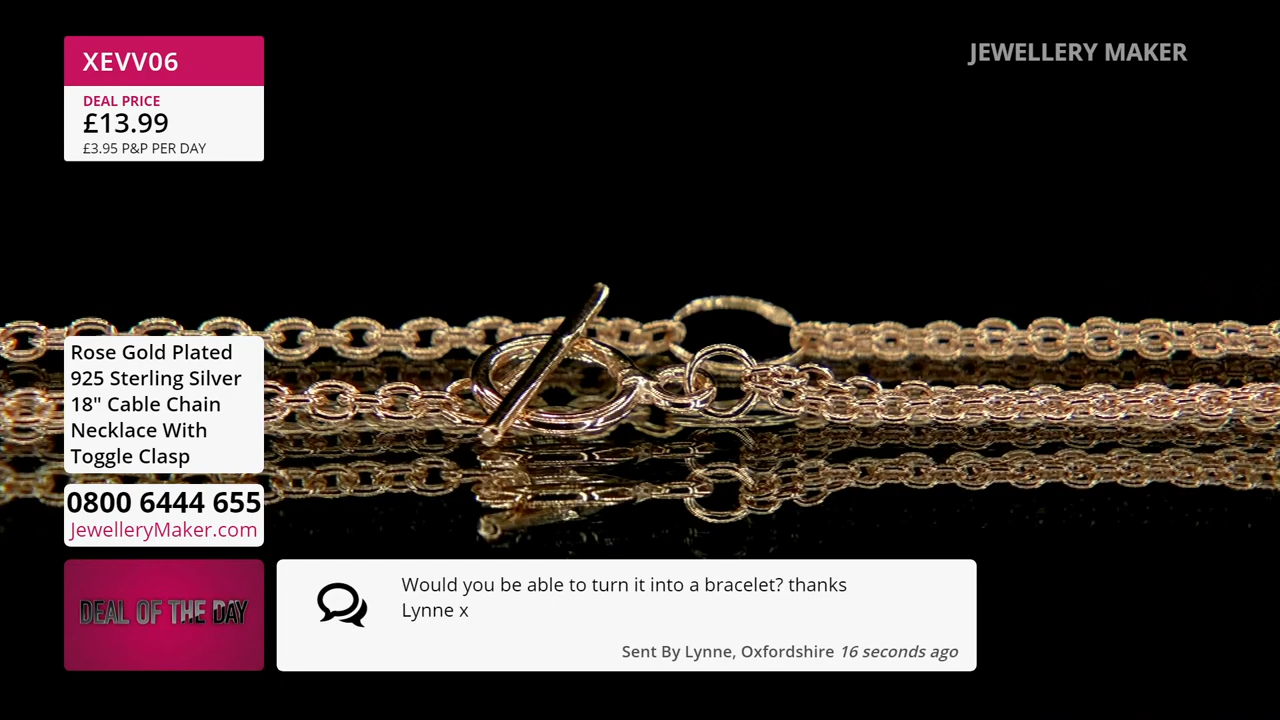 XEVV06
DEAL PRICE
£13.99
£3.95 P&P PER DAY
JEWELLERY MAKER
Rose Gold Plated
925 Sterling Silver
18" Cable Chain
Necklace With
Toggle Clasp
0800 6444 655
JewelleryMaker.com
DEAL OF THE DAY
Would you be able to turn it into a bracelet? thanks
Lynne x
Sent By Lynne, Oxfordshire 16 seconds ago